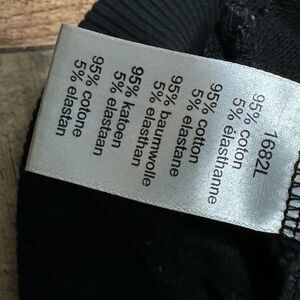 1682L
95% coton
5% élasthanne
95% cotton
5% elastane
95% baumwolle
5% elasthan
95% katoen
5% elastaan
95% cotone
5% elastan